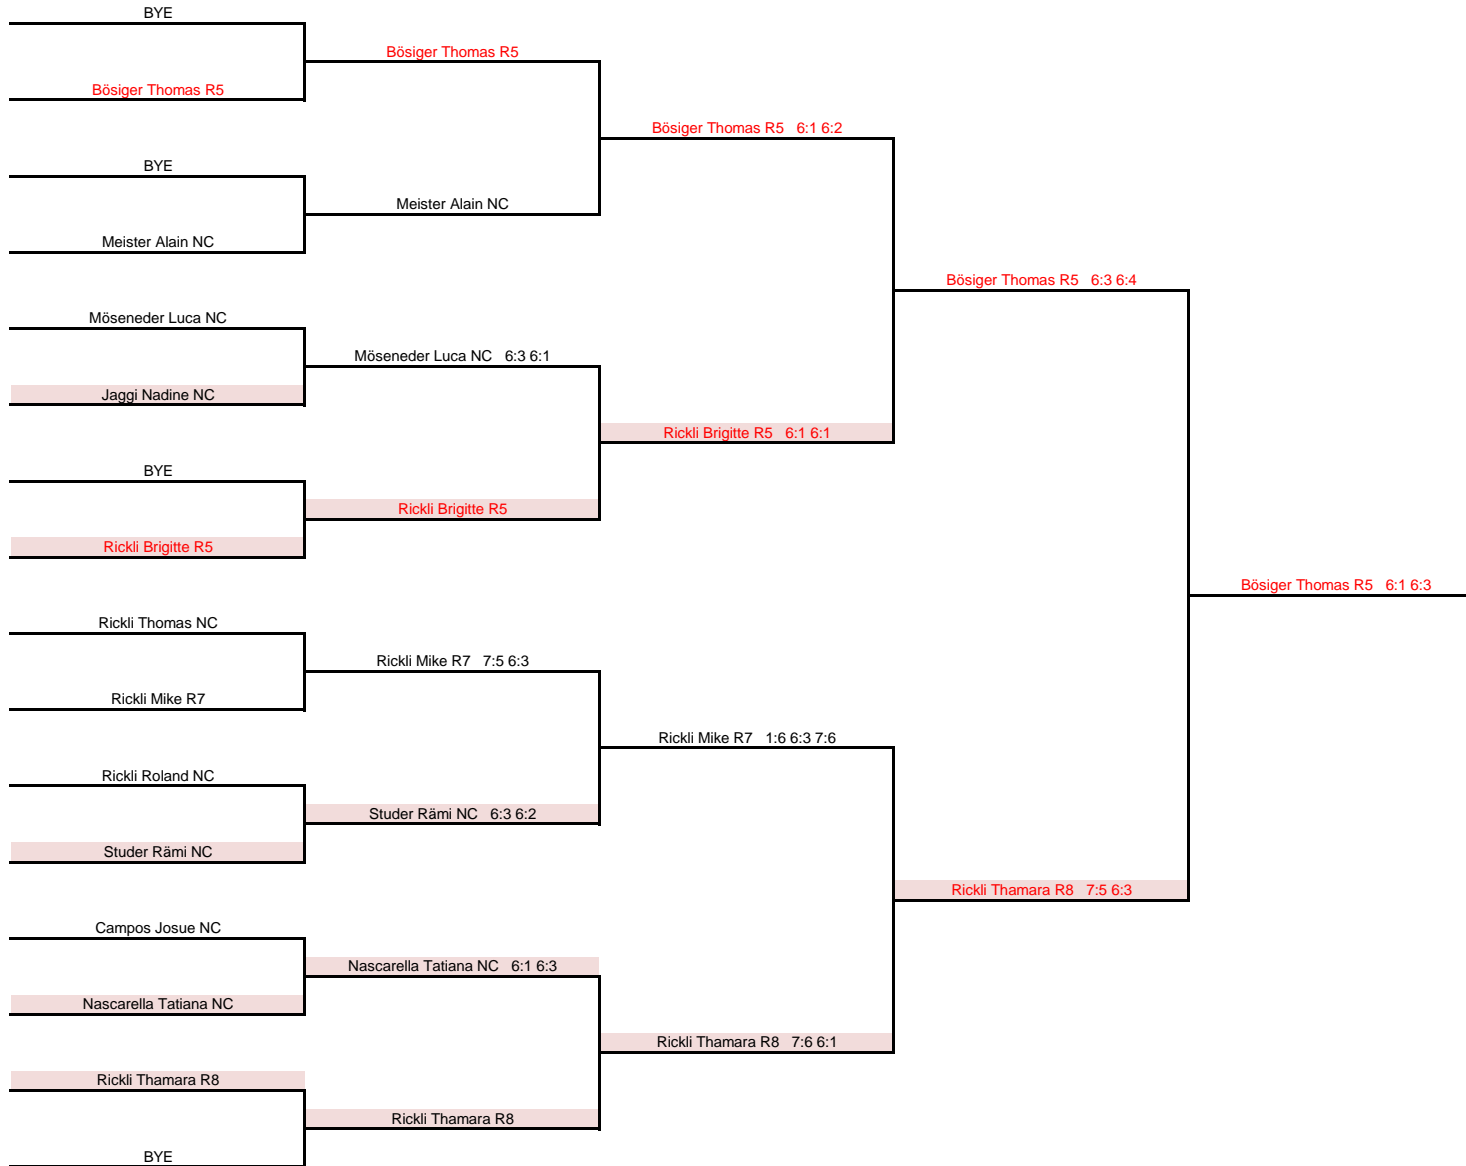 BYE
Bösiger Thomas R5
Bösiger Thomas R5
Bösiger Thomas R5   6:1 6:2
BYE
Meister Alain NC
Meister Alain NC
Bösiger Thomas R5   6:3 6:4
Möseneder Luca NC
Möseneder Luca NC   6:3 6:1
Jaggi Nadine NC
Rickli Brigitte R5   6:1 6:1
BYE
Rickli Brigitte R5
Rickli Brigitte R5
Bösiger Thomas R5   6:1 6:3
Rickli Thomas NC
Rickli Mike R7   7:5 6:3
Rickli Mike R7
Rickli Mike R7   1:6 6:3 7:6
Rickli Roland NC
Studer Rämi NC   6:3 6:2
Studer Rämi NC
Rickli Thamara R8   7:5 6:3
Campos Josue NC
Nascarella Tatiana NC   6:1 6:3
Nascarella Tatiana NC
Rickli Thamara R8   7:6 6:1
Rickli Thamara R8
Rickli Thamara R8
BYE